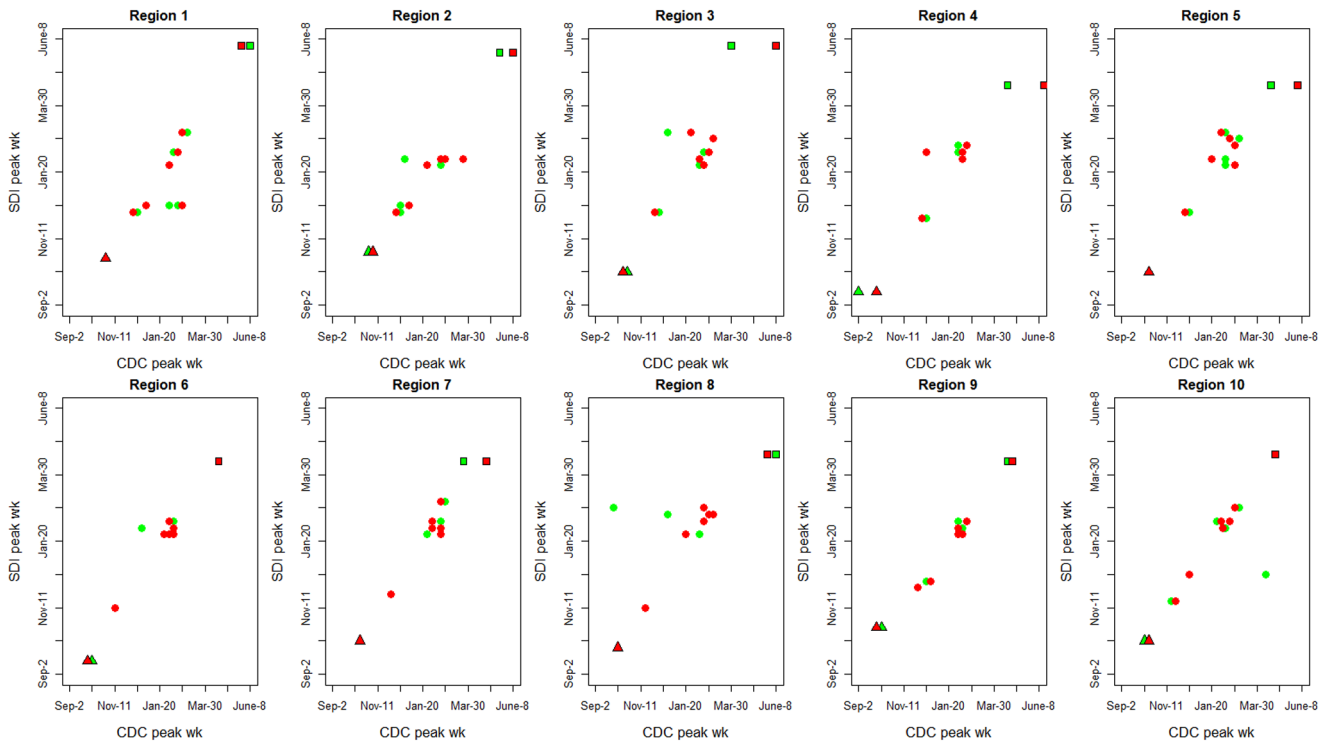 Region 1 Region 2 Region 3 Region 4 Region 5
SDI peak wk SDI peak wk SDI peak wk SDI peak wk SDI peak wk
June-8 June-8 June-8 June-8 June-8
Mar-30 Mar-30 Mar-30 Mar-30 Mar-30
Jan-20 Jan-20 Jan-20 Jan-20 Jan-20
Nov-11 Nov-11 Nov-11 Nov-11 Nov-11
Sep-2 Sep-2 Sep-2 Sep-2 Sep-2
Sep-2 Nov-11 Jan-20 Mar-30 June-8 Sep-2 Nov-11 Jan-20 Mar-30 June-8 Sep-2 Nov-11 Jan-20 Mar-30 June-8 Sep-2 Nov-11 Jan-20 Mar-30 June-8 Sep-2 Nov-11 Jan-20 Mar-30 June-8
CDC peak wk CDC peak wk CDC peak wk CDC peak wk CDC peak wk
Region 6 Region 7 Region 8 Region 9 Region 10
SDI peak wk SDI peak wk SDI peak wk SDI peak wk SDI peak wk
June-8 June-8 June-8 June-8 June-8
Mar-30 Mar-30 Mar-30 Mar-30 Mar-30
Jan-20 Jan-20 Jan-20 Jan-20 Jan-20
Nov-11 Nov-11 Nov-11 Nov-11 Nov-11
Sep-2 Sep-2 Sep-2 Sep-2 Sep-2
Sep-2 Nov-11 Jan-20 Mar-30 June-8 Sep-2 Nov-11 Jan-20 Mar-30 June-8 Sep-2 Nov-11 Jan-20 Mar-30 June-8 Sep-2 Nov-11 Jan-20 Mar-30 June-8 Sep-2 Nov-11 Jan-20 Mar-30 June-8
CDC peak wk CDC peak wk CDC peak wk CDC peak wk CDC peak wk